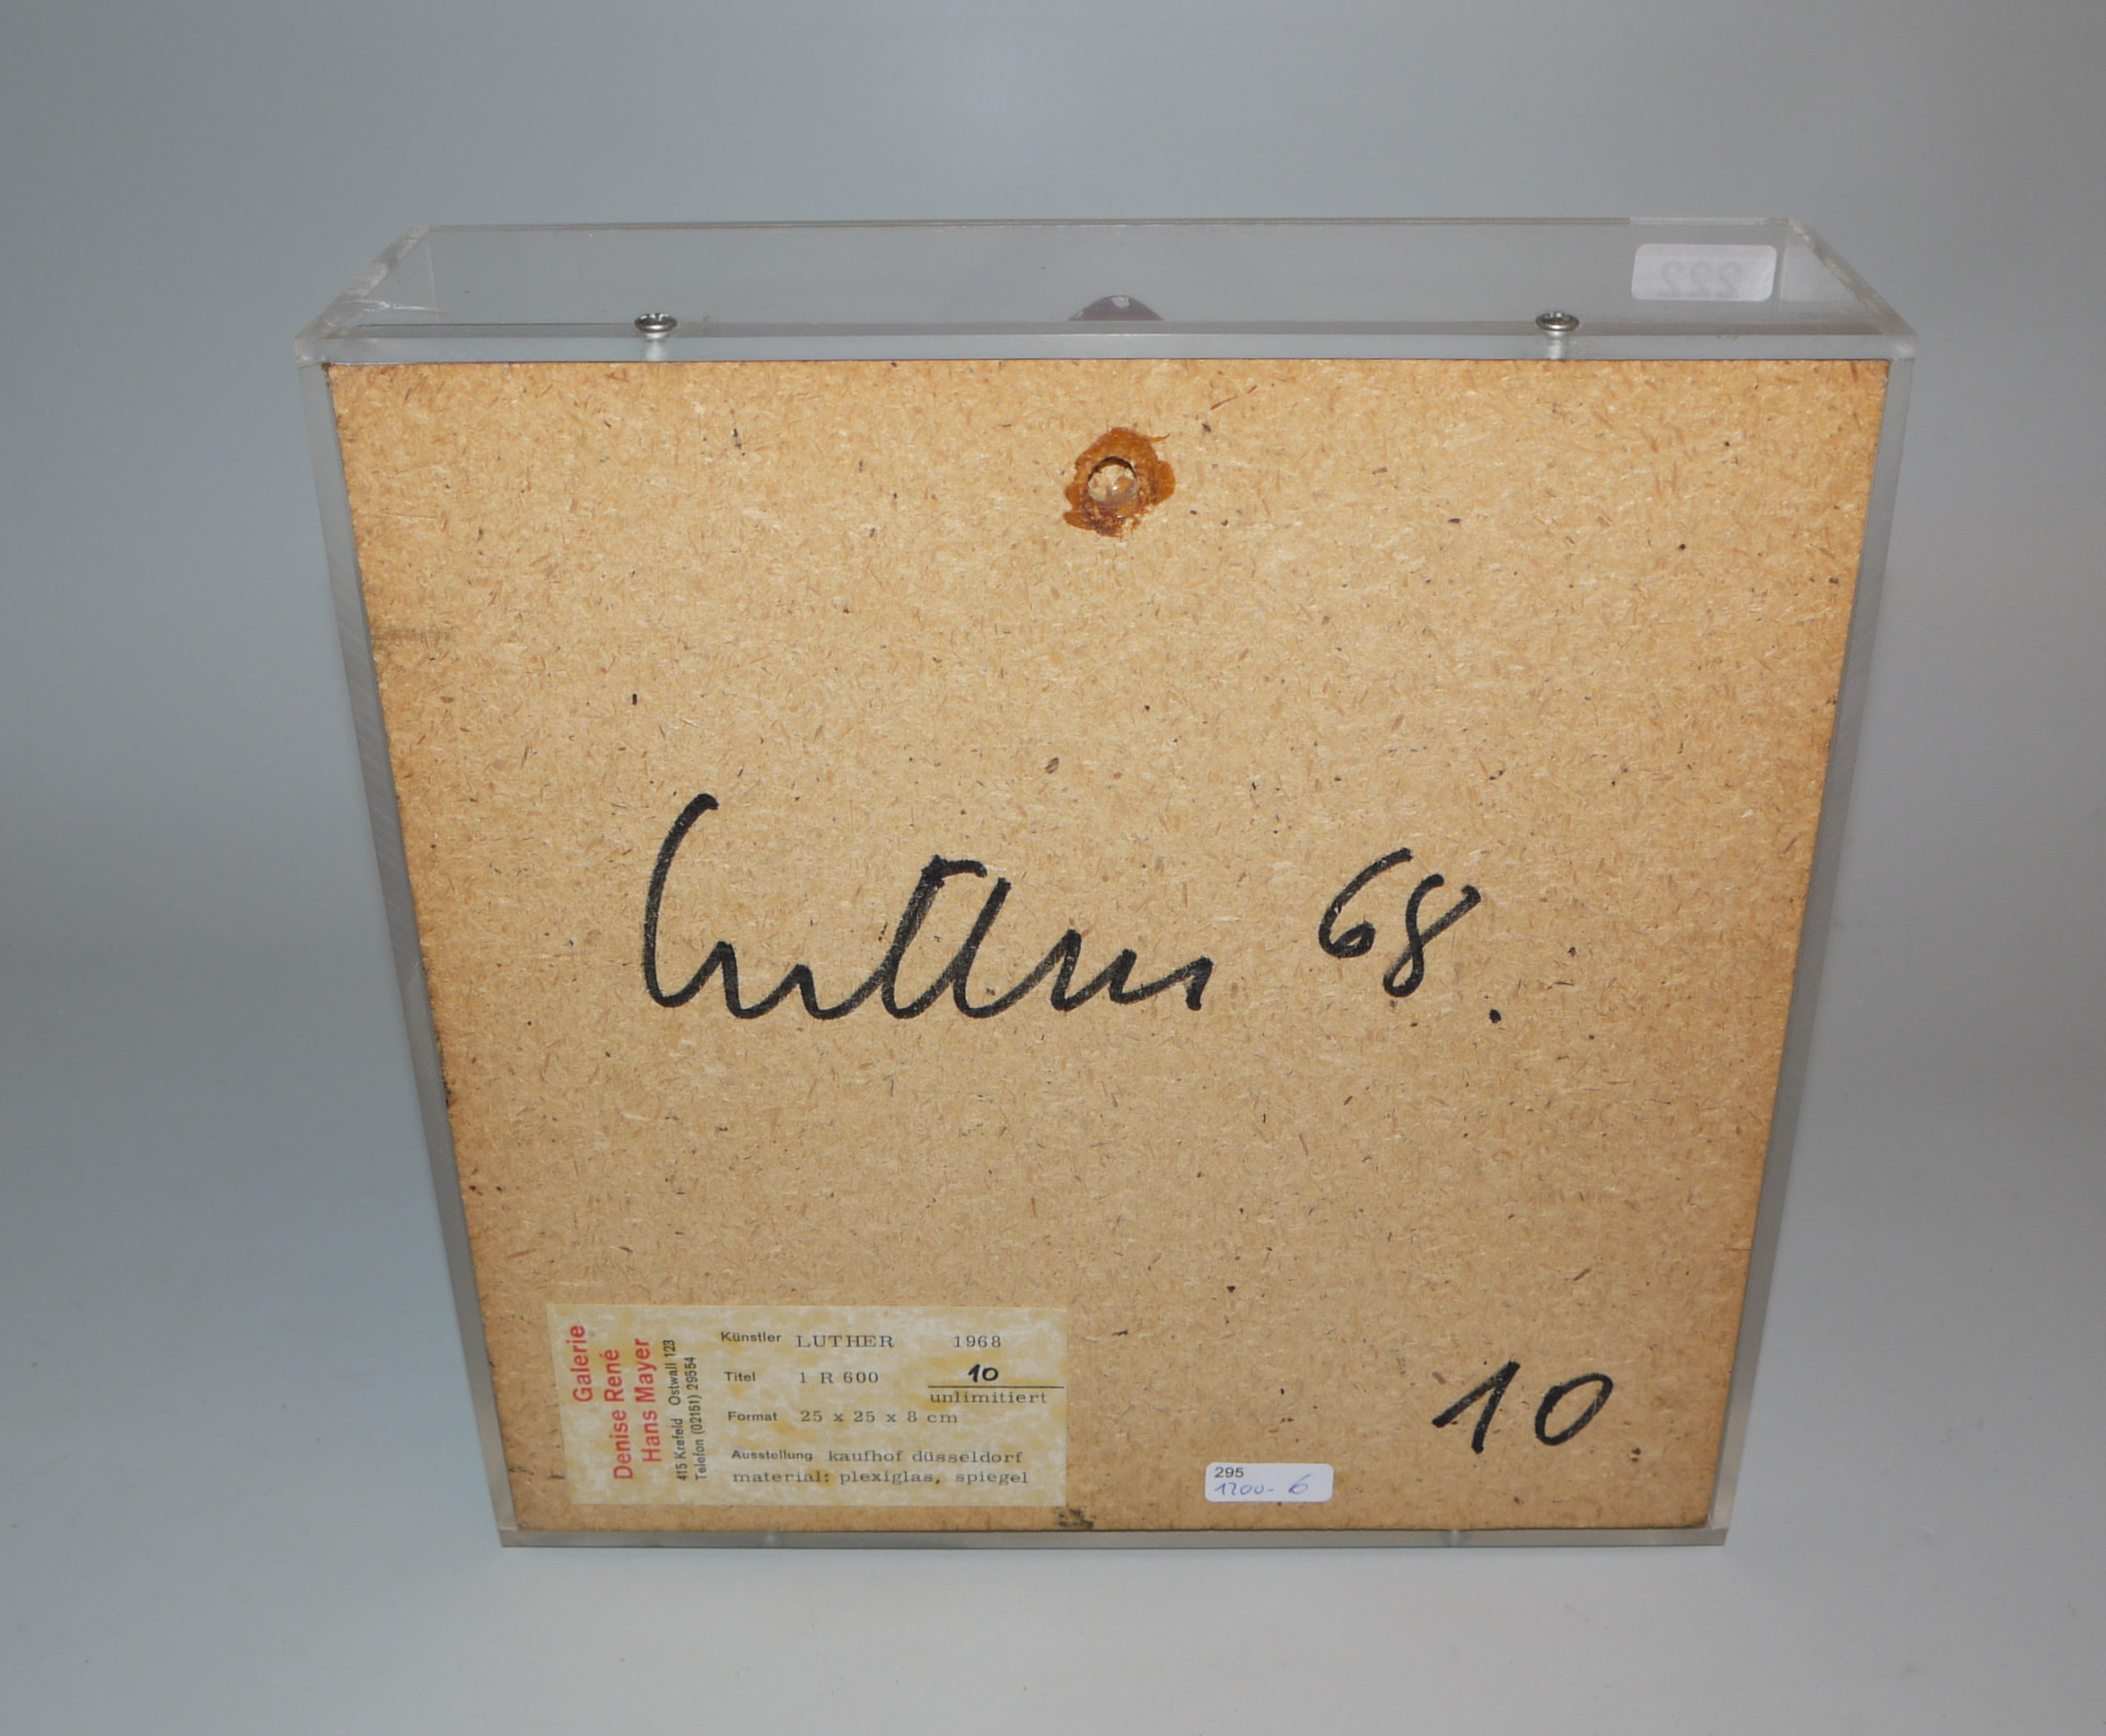 222
Luther 68.
Galerie
Denise René
Hans Mayer
415 Krefeld Ostwall 123
Telefon (02151) 29554
Künstler LUTHER 1968
Titel 1 R 600 10
unlimitiert
Format 25 x 25 x 8 cm
Ausstellung kaufhof düsseldorf
material: plexiglas, spiegel
10
295
1200-